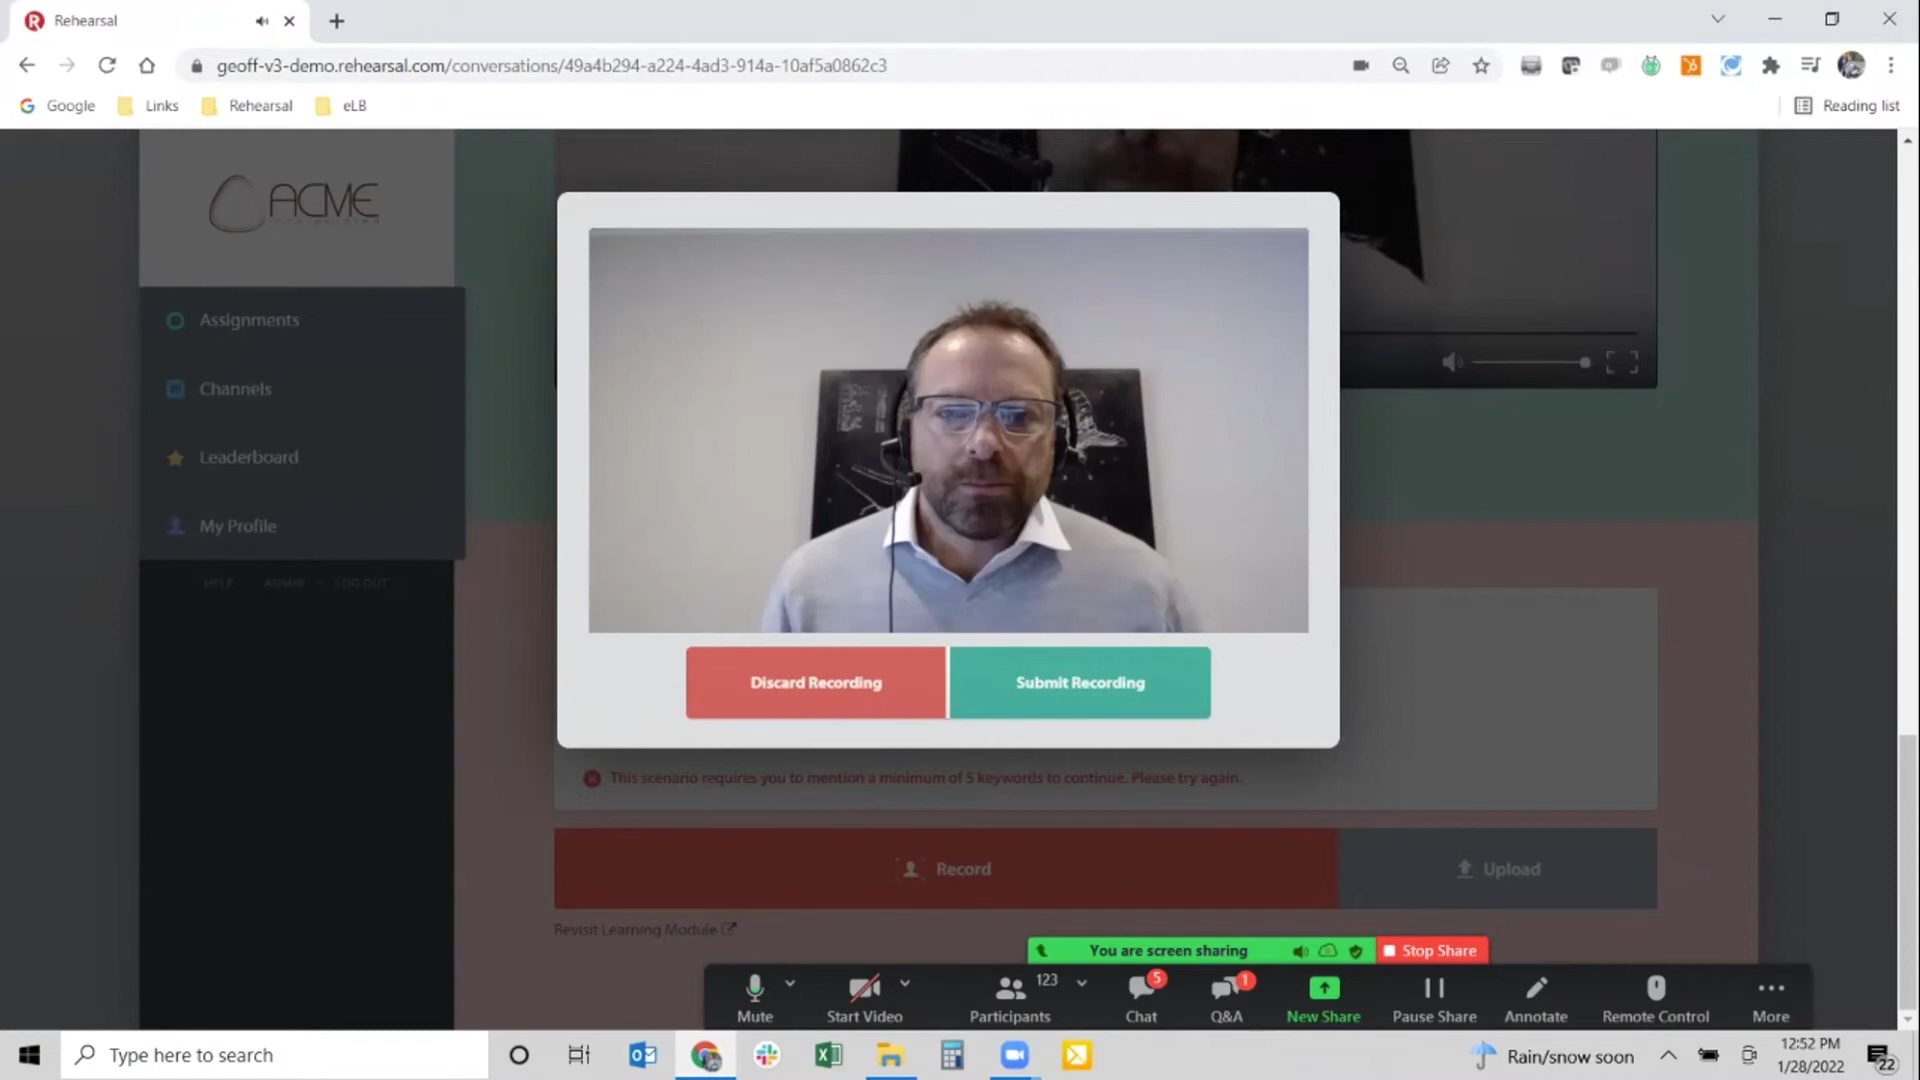 Rehearsal
geoff-v3-demo.rehearsal.com/conversations/49a4b294-a224-4ad3-914a-10af5a0862c3
Google Links Rehearsal eLB Reading list
ACME
Assignments
Channels
Leaderboard
My Profile
HELP ADMIN LOG OUT
Discard Recording Submit Recording
This scenario requires you to mention a minimum of 5 keywords to continue. Please try again.
Record Upload
Revisit Learning Module
You are screen sharing Stop Share
123 5 1
Mute Start Video Participants Chat Q&A New Share Pause Share Annotate Remote Control More
Type here to search
Rain/snow soon
12:52 PM
1/28/2022
22